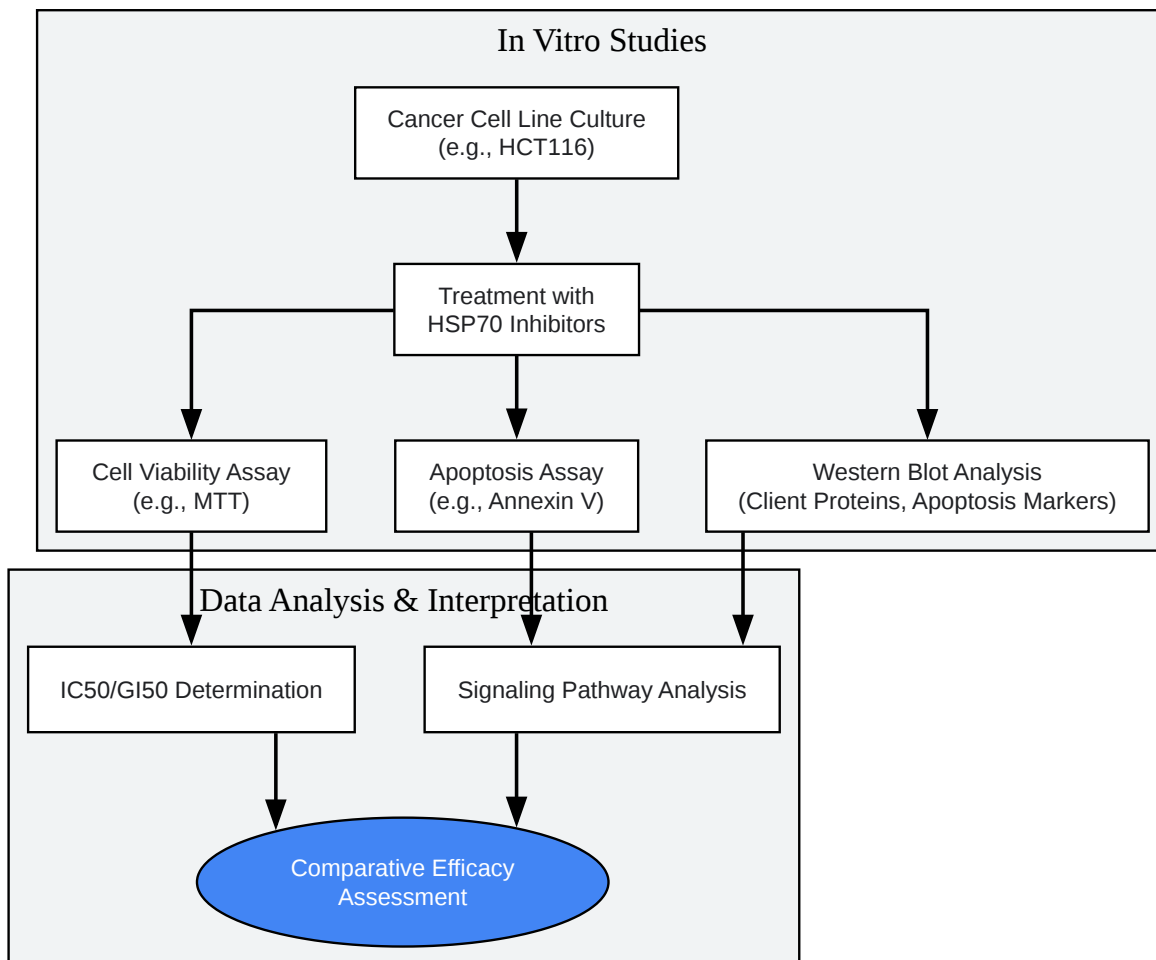 In Vitro Studies
Cancer Cell Line Culture
(e.g., HCT116)
Treatment with
HSP70 Inhibitors
Cell Viability Assay
(e.g., MTT)
Apoptosis Assay
(e.g., Annexin V)
Western Blot Analysis
(Client Proteins, Apoptosis Markers)
Data Analysis & Interpretation
IC50/GI50 Determination
Signaling Pathway Analysis
Comparative Efficacy
Assessment